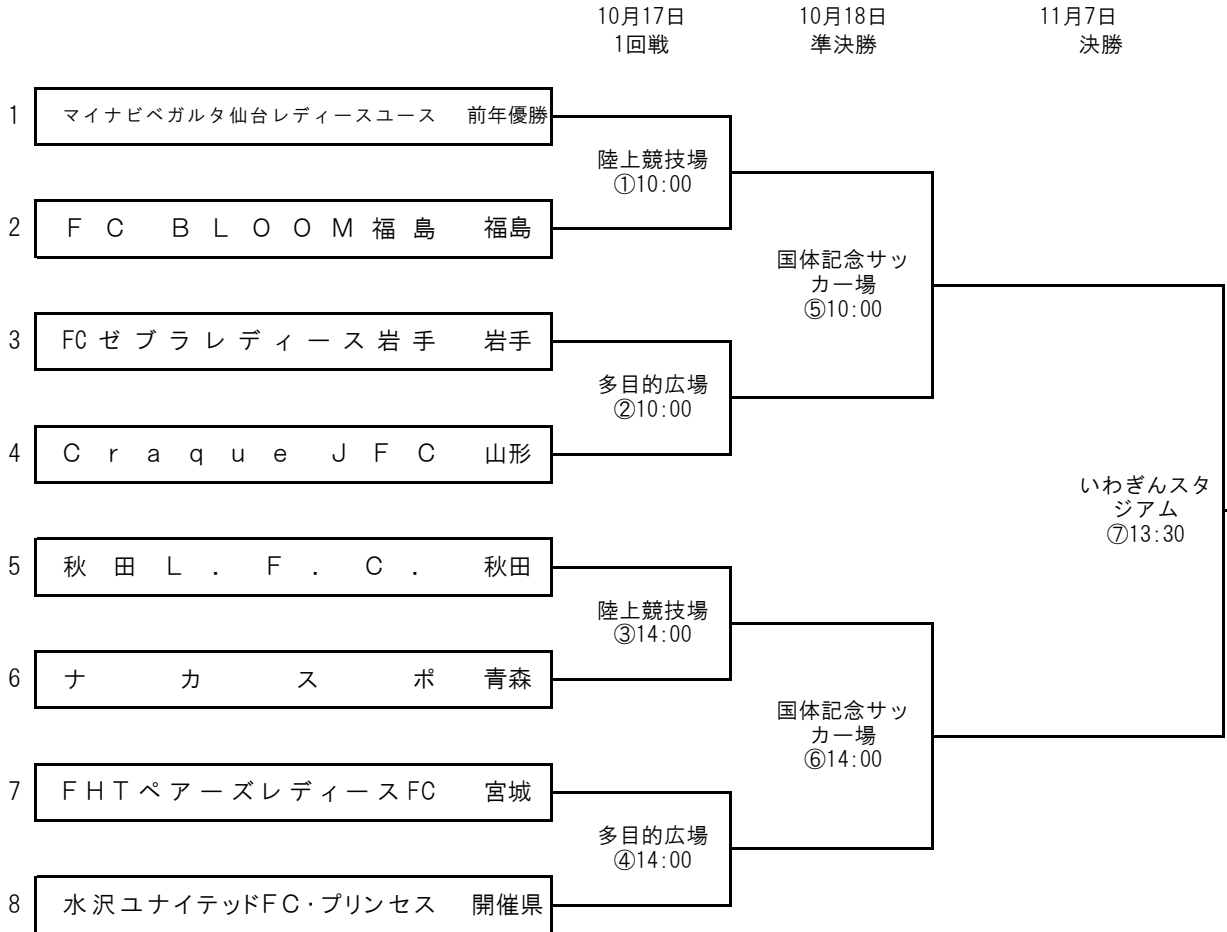 10月17日 10月18日 11月7日
1回戦 準決勝 決勝
1 マイナビベガルタ仙台レディースユース 前年優勝
陸上競技場
①10:00
2 ＦＣ ＢＬＯＯＭ福島 福島
国体記念サッ
カー場
⑤10:00
3 FCゼブラレディース岩手 岩手
多目的広場
②10:00
4 Ｃｒａｑｕｅ ＪＦＣ 山形
いわぎんスタ
ジアム
⑦13:30
5 秋田Ｌ．Ｆ．Ｃ． 秋田
陸上競技場
③14:00
6 ナカスポ 青森
国体記念サッ
カー場
⑥14:00
7 ＦＨＴペアーズレディースFC 宮城
多目的広場
④14:00
8 水沢ユナイテッドＦＣ・プリンセス 開催県